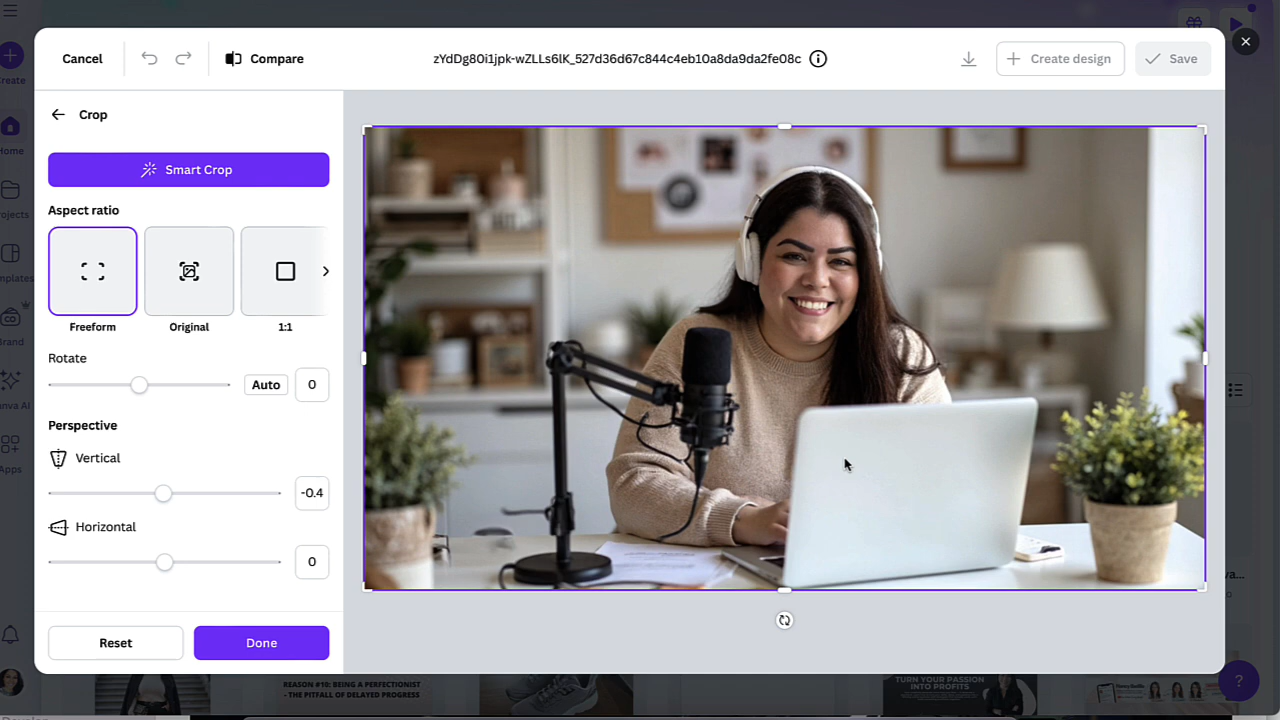 Cancel
Compare
zYdDg80i1jpk-wZLLs6lK_527d36d67c844c4eb10a8da9da2fe08c
Create design
Save
Crop
Smart Crop
Aspect ratio
Freeform
Original
1:1
Rotate
Auto
0
Perspective
Vertical
-0.4
Horizontal
0
Reset
Done
REASON #10: BEING A PERFECTIONIST
- THE PITFALL OF DELAYED PROGRESS
TURN YOUR PASSION
INTO PROFITS
?